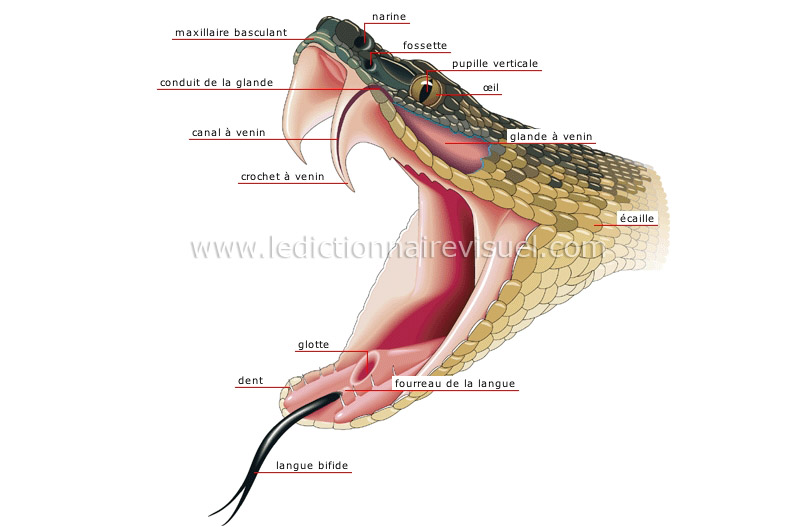 narine
maxillaire basculant
fossette
pupille verticale
conduit de la glande
œil
canal à venin
glande à venin
crochet à venin
écaille
www.ledictionnairevisuel.com
glotte
dent
fourreau de la langue
langue bifide